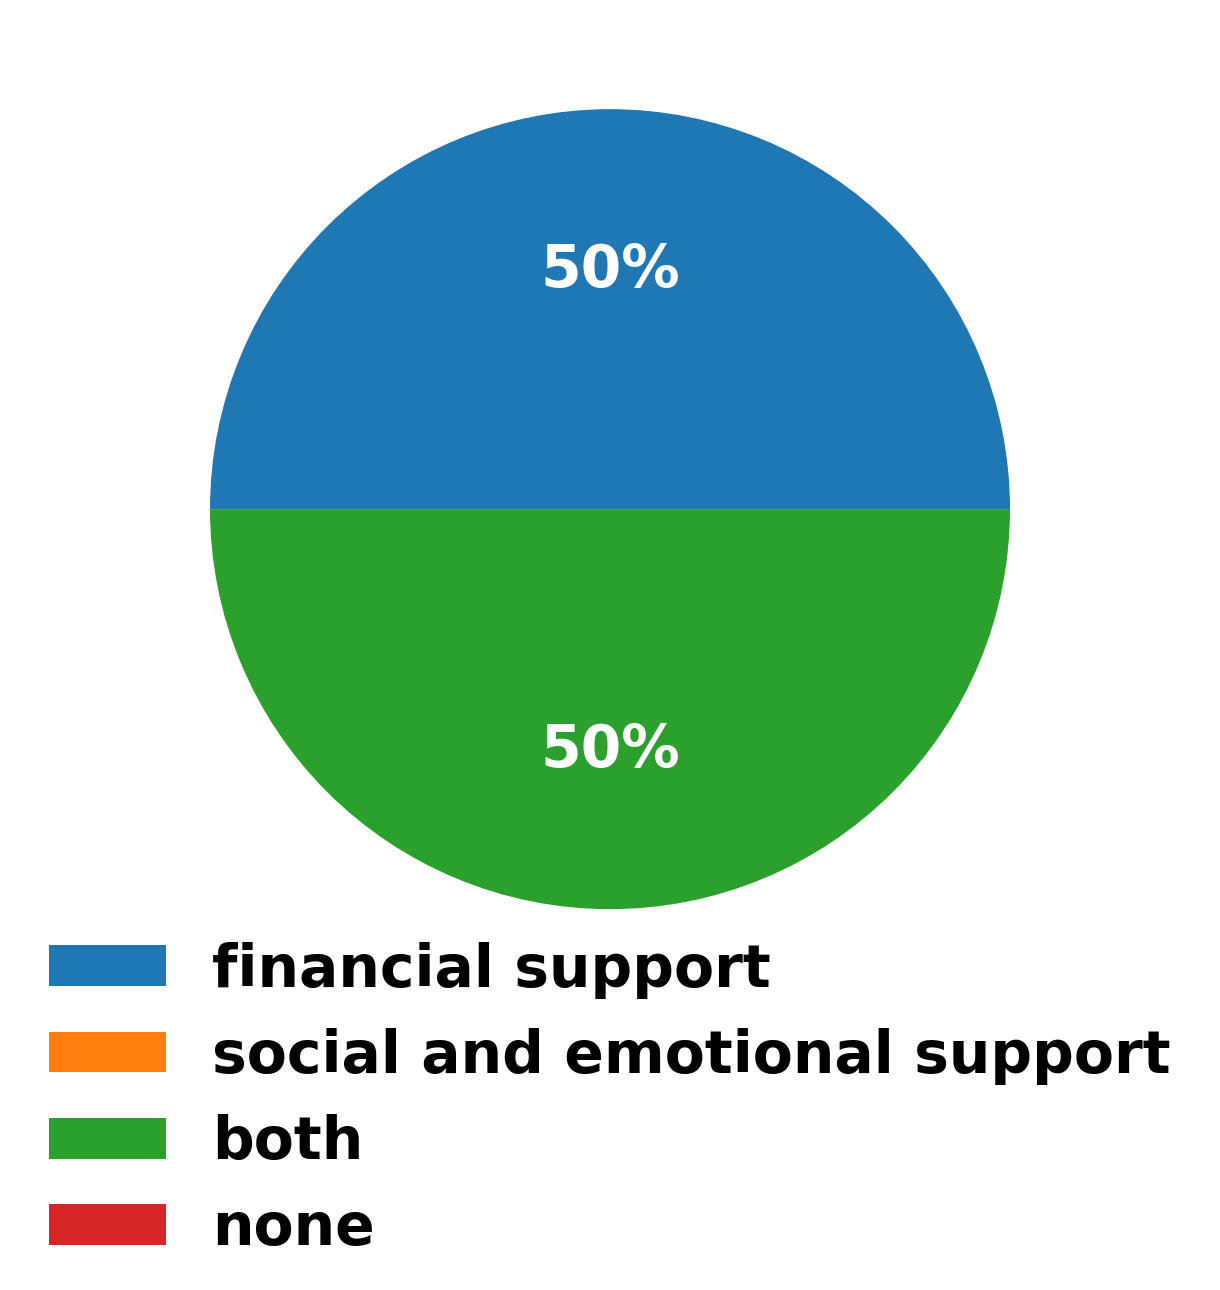 50%
50%
financial support
social and emotional support
both
none